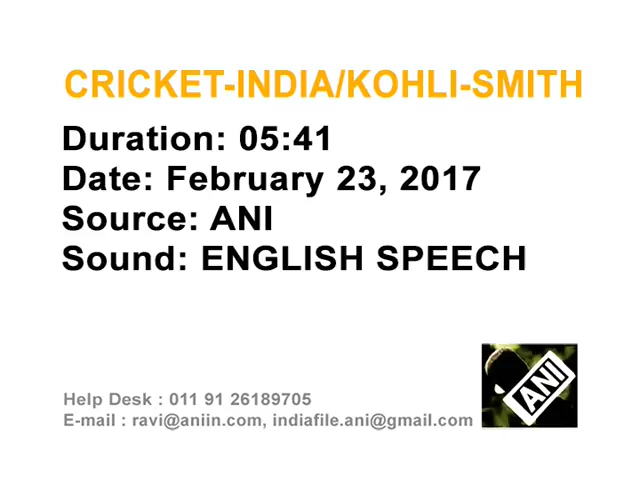 CRICKET-INDIA/KOHLI-SMITH
Duration: 05:41
Date: February 23, 2017
Source: ANI
Sound: ENGLISH SPEECH
ANI
Help Desk : 011 91 26189705
E-mail : ravi@aniin.com, indiafile.ani@gmail.com